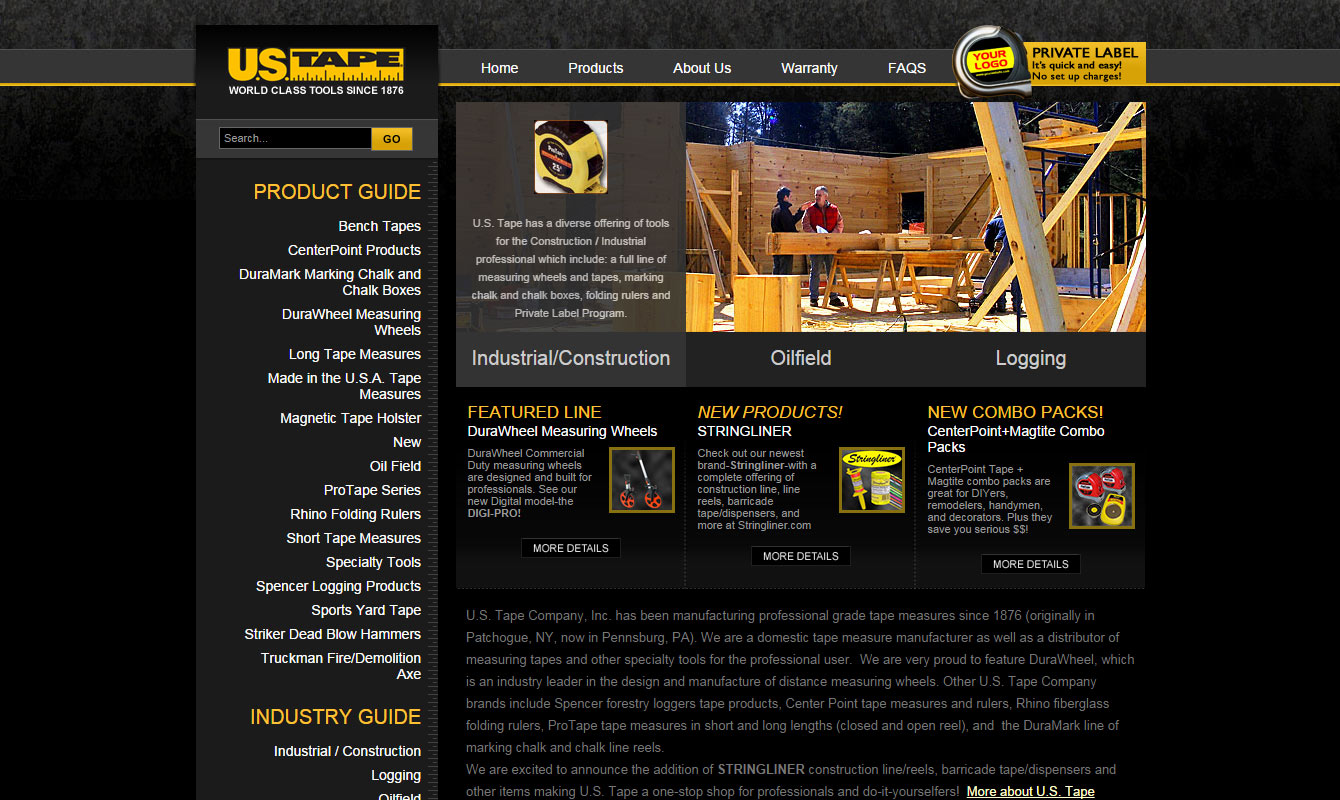 U.S. TAPE
WORLD CLASS TOOLS SINCE 1876
Home
Products
About Us
Warranty
FAQS
YOUR
LOGO
PRIVATE LABEL
It's quick and easy!
No set up charges!
Search...
GO
PRODUCT GUIDE
Bench Tapes
CenterPoint Products
DuraMark Marking Chalk and
Chalk Boxes
DuraWheel Measuring
Wheels
Long Tape Measures
Made in the U.S.A. Tape
Measures
Magnetic Tape Holster
New
Oil Field
ProTape Series
Rhino Folding Rulers
Short Tape Measures
Specialty Tools
Spencer Logging Products
Sports Yard Tape
Striker Dead Blow Hammers
Truckman Fire/Demolition
Axe
INDUSTRY GUIDE
Industrial / Construction
Logging
Oilfield
ProTape
25'
U.S. Tape has a diverse offering of tools
for the Construction / Industrial
professional which include: a full line of
measuring wheels and tapes, marking
chalk and chalk boxes, folding rulers and
Private Label Program.
Industrial/Construction
Oilfield
Logging
FEATURED LINE
DuraWheel Measuring Wheels
DuraWheel Commercial
Duty measuring wheels
are designed and built for
professionals. See our
new Digital model-the
DIGI-PRO!
MORE DETAILS
NEW PRODUCTS!
STRINGLINER
Check out our newest
brand-Stringliner-with a
complete offering of
construction line, line
reels, barricade
tape/dispensers, and
more at Stringliner.com
Stringliner
MORE DETAILS
NEW COMBO PACKS!
CenterPoint+Magtite Combo
Packs
CenterPoint Tape +
Magtite combo packs are
great for DIYers,
remodelers, handymen,
and decorators. Plus they
save you serious $$!
MORE DETAILS
U.S. Tape Company, Inc. has been manufacturing professional grade tape measures since 1876 (originally in
Patchogue, NY, now in Pennsburg, PA). We are a domestic tape measure manufacturer as well as a distributor of
measuring tapes and other specialty tools for the professional user. We are very proud to feature DuraWheel, which
is an industry leader in the design and manufacture of distance measuring wheels. Other U.S. Tape Company
brands include Spencer forestry loggers tape products, Center Point tape measures and rulers, Rhino fiberglass
folding rulers, ProTape tape measures in short and long lengths (closed and open reel), and the DuraMark line of
marking chalk and chalk line reels.
We are excited to announce the addition of STRINGLINER construction line/reels, barricade tape/dispensers and
other items making U.S. Tape a one-stop shop for professionals and do-it-yourselfers! More about U.S. Tape